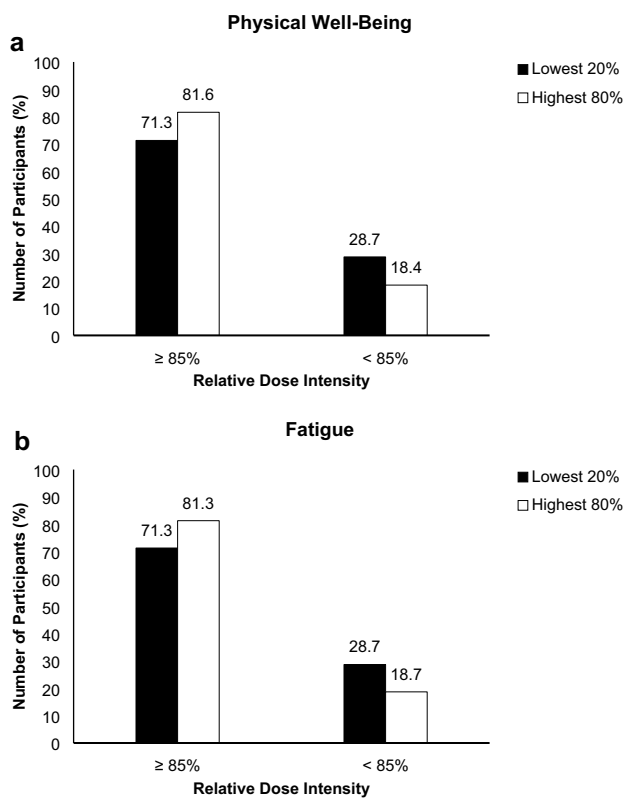 Physical Well-Being
a
Number of Participants (%)
100
90
80
70
60
50
40
30
20
10
0
71.3
81.6
28.7
18.4
Lowest 20%
Highest 80%
≥ 85%
< 85%
Relative Dose Intensity
b
Fatigue
Number of Participants (%)
100
90
80
70
60
50
40
30
20
10
0
71.3
81.3
28.7
18.7
Lowest 20%
Highest 80%
≥ 85%
< 85%
Relative Dose Intensity